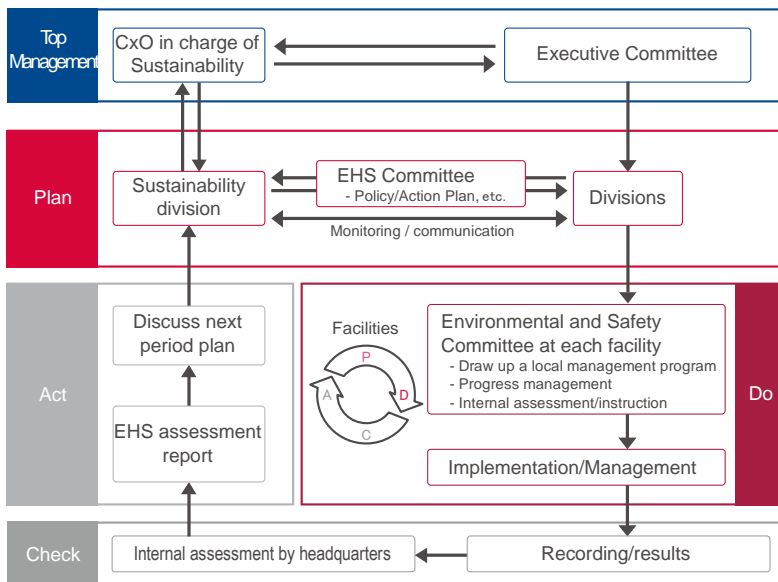 Top
Management
CxO in charge of
Sustainability
Executive Committee
Plan
Sustainability
division
EHS Committee
- Policy/Action Plan, etc.
Divisions
Monitoring / communication
Act
Discuss next
period plan
EHS assessment
report
Facilities
P
D
C
A
Environmental and Safety
Committee at each facility
- Draw up a local management program
- Progress management
- Internal assessment/instruction
Implementation/Management
Do
Check
Internal assessment by headquarters
Recording/results